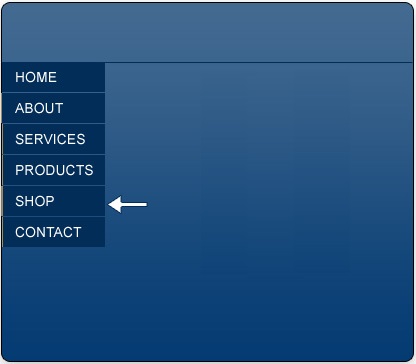 HOME
ABOUT
SERVICES
PRODUCTS
SHOP
CONTACT